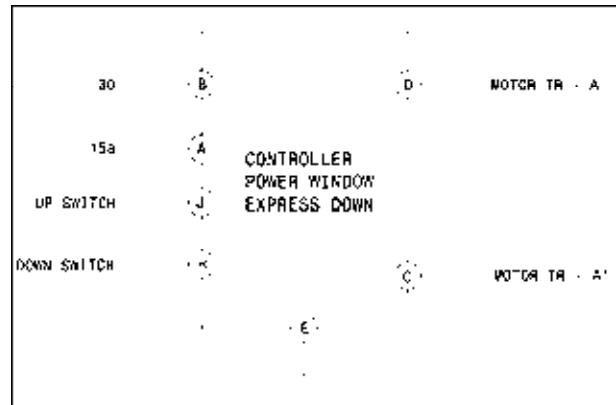 30 B D MOTOR TR - A
15a A
CONTROLLER
POWER WINDOW
UP SWITCH J EXPRESS DOWN
DOWN SWITCH K C MOTOR TR - A'
E